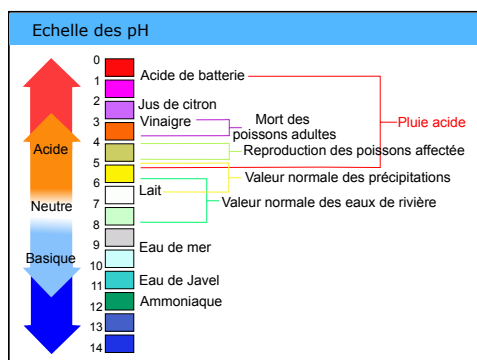 Echelle des pH
0
Acide de batterie
1
2
Jus de citron
3
Vinaigre
Mort des
poissons adultes
Pluie acide
4
Acide
Reproduction des poissons affectée
5
Valeur normale des précipitations
6
Lait
Valeur normale des eaux de rivière
7
Neutre
8
9
Eau de mer
Basique
10
11
Eau de Javel
12
Ammoniaque
13
14